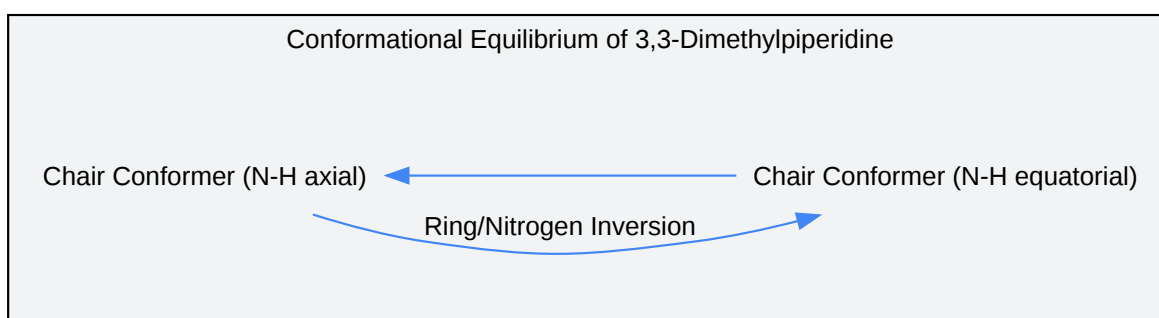 Conformational Equilibrium of 3,3-Dimethylpiperidine
Chair Conformer (N-H axial)
Chair Conformer (N-H equatorial)
Ring/Nitrogen Inversion